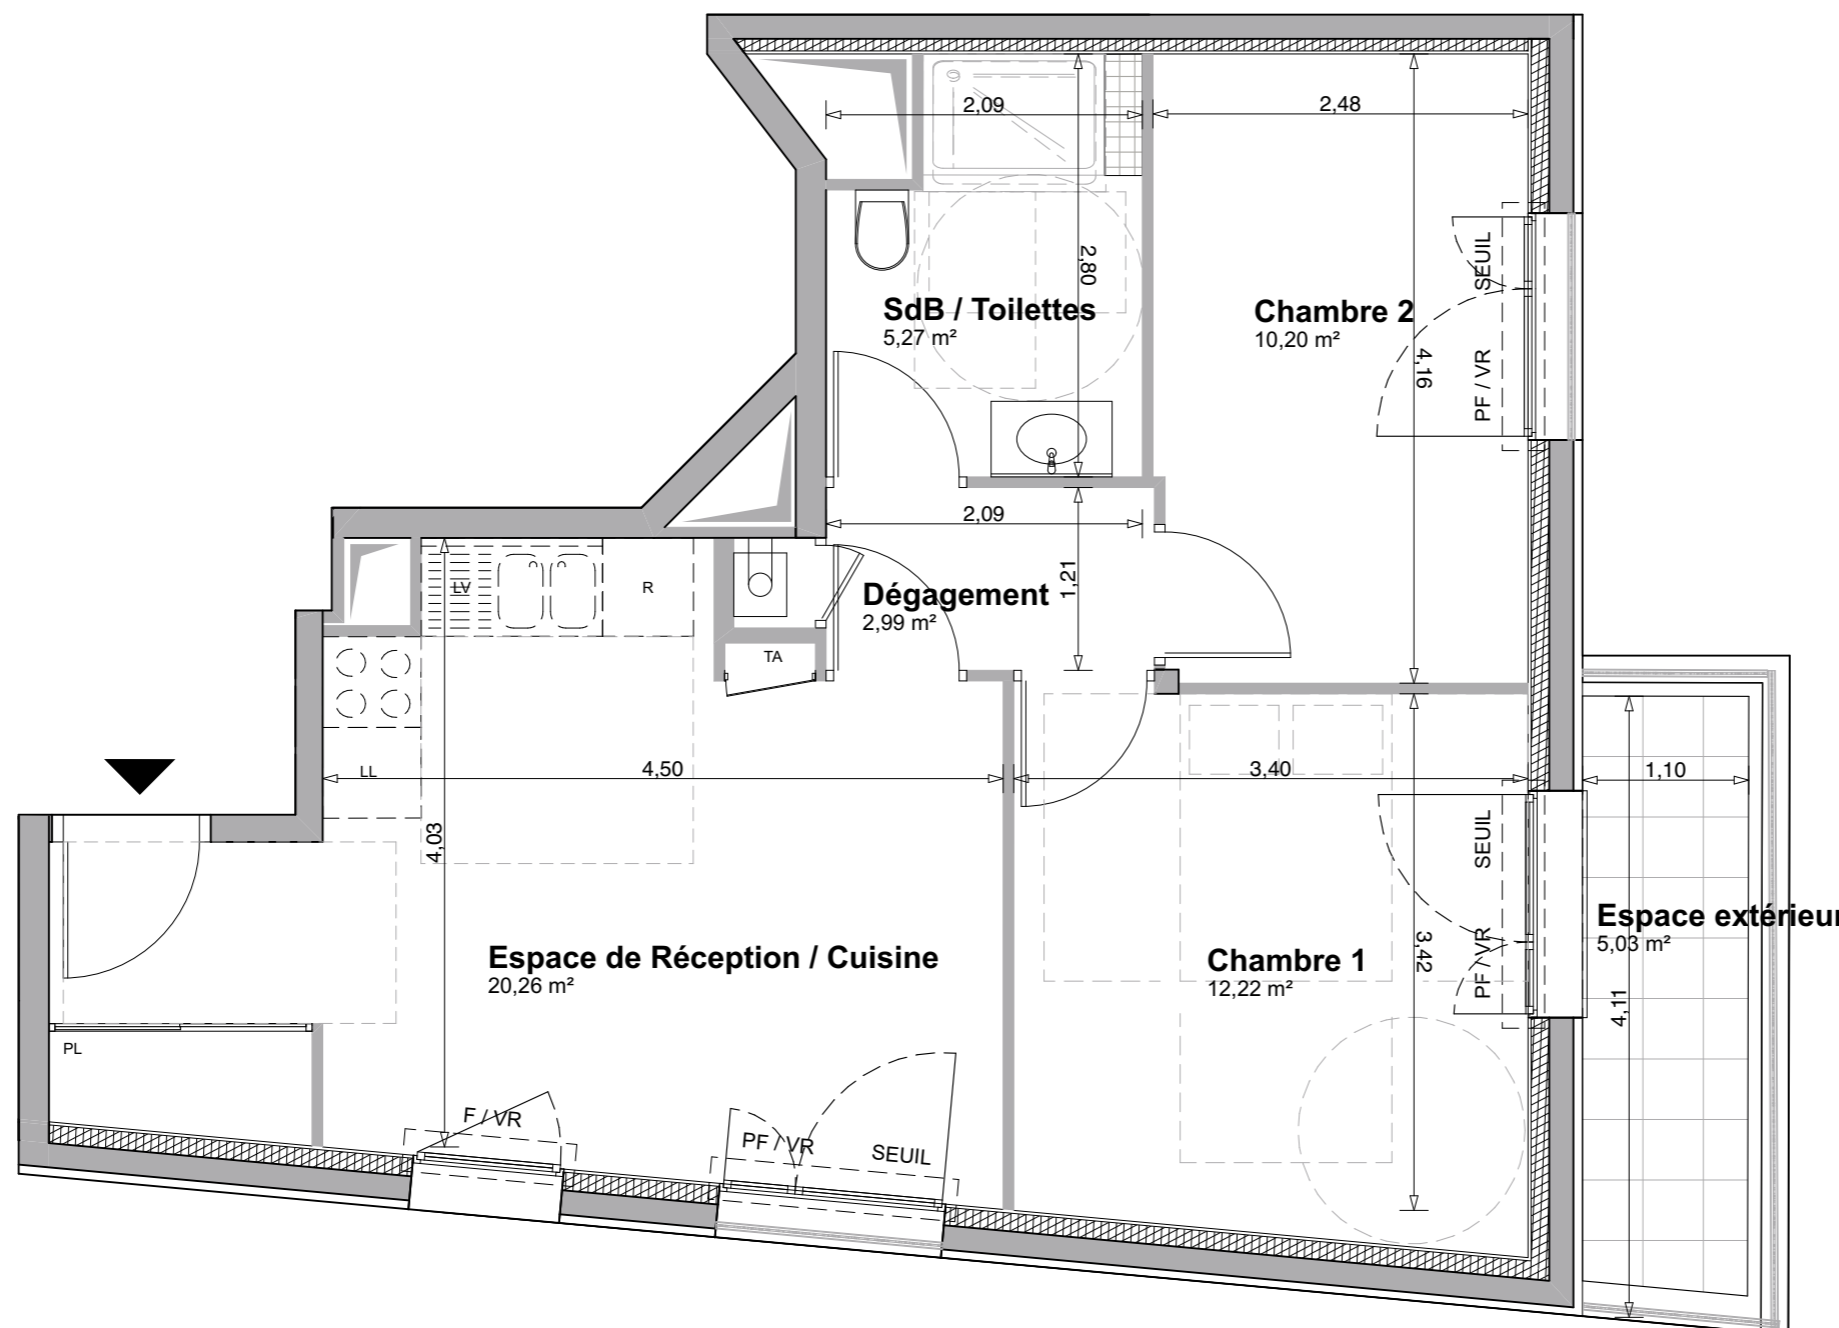 2,09
2,48
2,80
SdB / Toilettes
5,27 m²
Chambre 2
10,20 m²
4,16
SEUIL
PF / VR
2,09
1,21
Dégagement
2,99 m²
LV
R
TA
LL
4,50
4,03
3,40
1,10
SEUIL
PF / VR
3,42
Espace extérieur
5,03 m²
4,11
Espace de Réception / Cuisine
20,26 m²
Chambre 1
12,22 m²
PL
F / VR
PF / VR
SEUIL